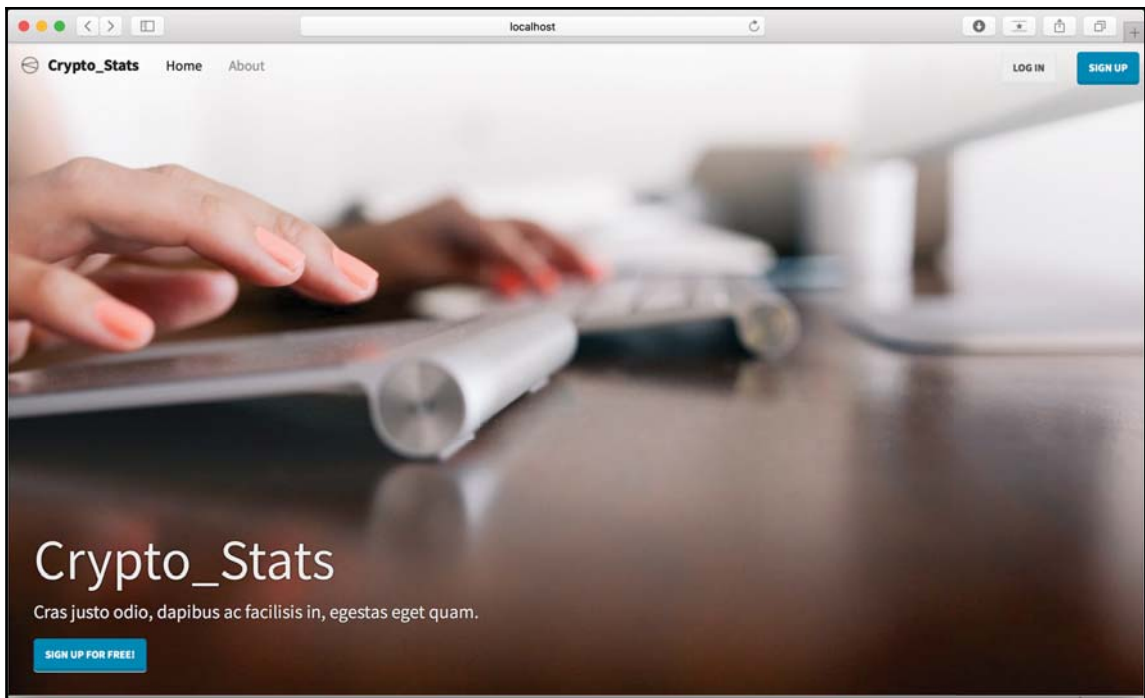 localhost
Crypto_Stats Home About LOG IN SIGN UP
Crypto_Stats
Cras justo odio, dapibus ac facilisis in, egestas eget quam.
SIGN UP FOR FREE!